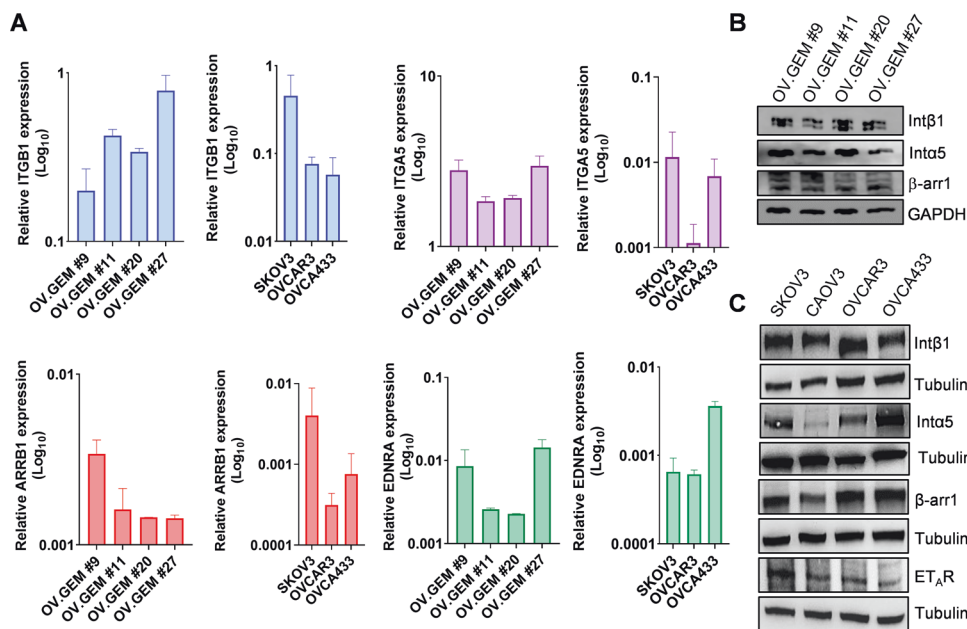 A
Relative ITGB1 expression
(Log10)
1
0.1
OV.GEM #9
OV.GEM #11
OV.GEM #20
OV.GEM #27
Relative ITGB1 expression
(Log10)
1
0.1
0.01
SKOV3
OVCAR3
OVCA433
Relative ITGA5 expression
(Log10)
10
1
OV.GEM #9
OV.GEM #11
OV.GEM #20
OV.GEM #27
Relative ITGA5 expression
(Log10)
0.1
0.01
0.001
SKOV3
OVCAR3
OVCA433
Relative ARRB1 expression
(Log10)
0.01
0.001
OV.GEM #9
OV.GEM #11
OV.GEM #20
OV.GEM #27
Relative ARRB1 expression
(Log10)
0.01
0.001
0.0001
SKOV3
OVCAR3
OVCA433
Relative EDNRA expression
(Log10)
0.1
0.01
0.001
OV.GEM #9
OV.GEM #11
OV.GEM #20
OV.GEM #27
Relative EDNRA expression
(Log10)
0.01
0.001
0.0001
SKOV3
OVCAR3
OVCA433
B
OV.GEM #9
OV.GEM #11
OV.GEM #20
OV.GEM #27
Intβ1
Intα5
β-arr1
GAPDH
C
SKOV3
CAOV3
OVCAR3
OVCA433
Intβ1
Tubulin
Intα5
Tubulin
β-arr1
Tubulin
ETAR
Tubulin